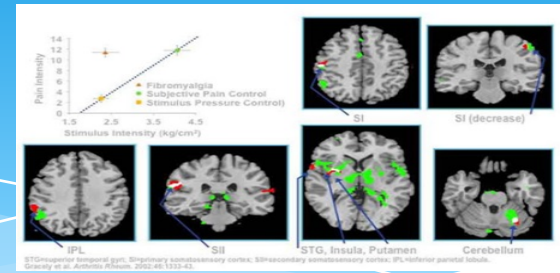 14
12
10
8
6
4
2
0
Pain Intensity
1.5 2.5 3.5 4.5
Stimulus Intensity (kg/cm²)
Fibromyalgia
Subjective Pain Control
Stimulus Pressure Control)
SI
SI (decrease)
IPL
SII
STG, Insula, Putamen
Cerebellum
STG=superior temporal gyri, SI=primary somatosensory cortex; SII=secondary somatosensory cortex; IPL=inferior parietal lobule.
Gracely et al. Arthritis Rheum. 2002;46:1333-43.